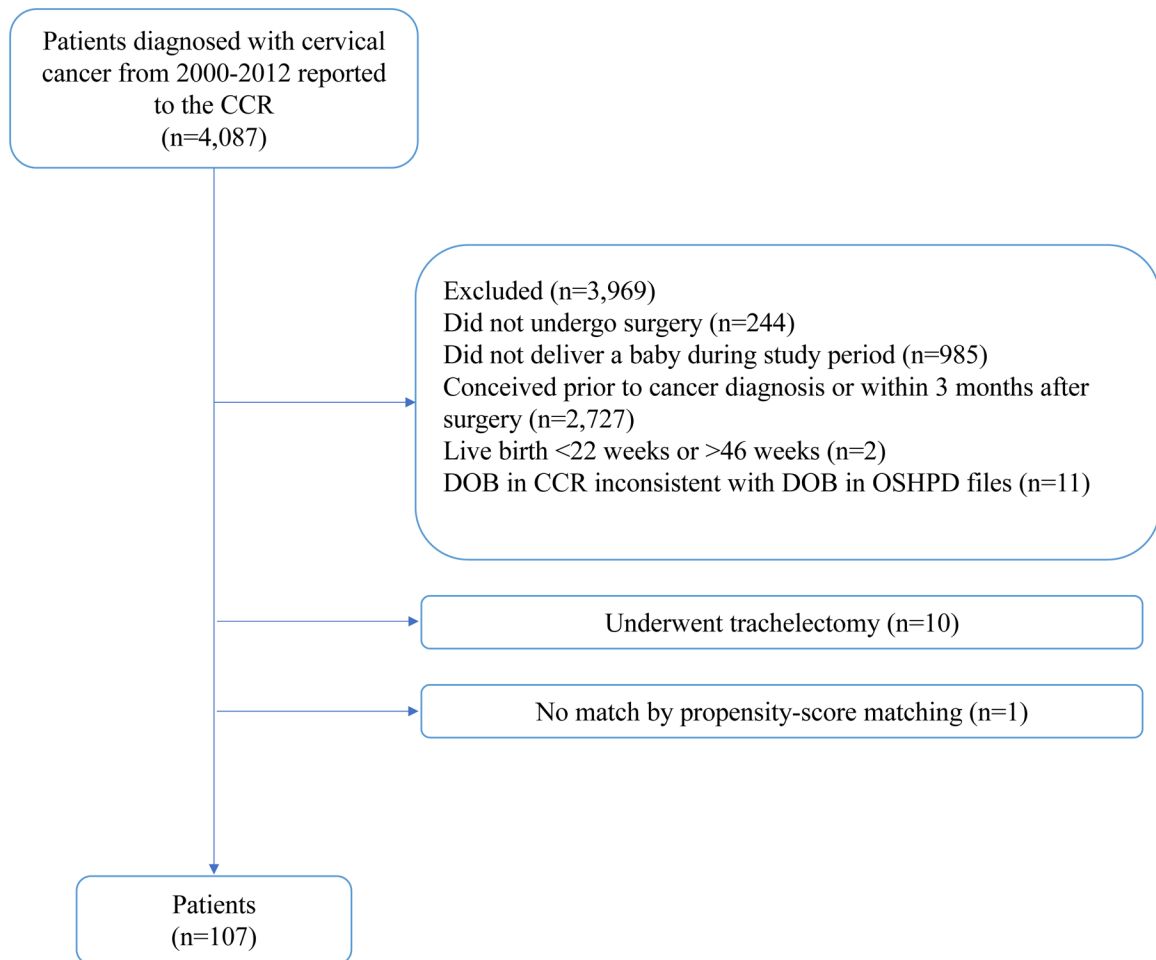 Patients diagnosed with cervical
cancer from 2000-2012 reported
to the CCR
(n=4,087)
Excluded (n=3,969)
Did not undergo surgery (n=244)
Did not deliver a baby during study period (n=985)
Conceived prior to cancer diagnosis or within 3 months after
surgery (n=2,727)
Live birth <22 weeks or >46 weeks (n=2)
DOB in CCR inconsistent with DOB in OSHPD files (n=11)
Underwent trachelectomy (n=10)
No match by propensity-score matching (n=1)
Patients
(n=107)